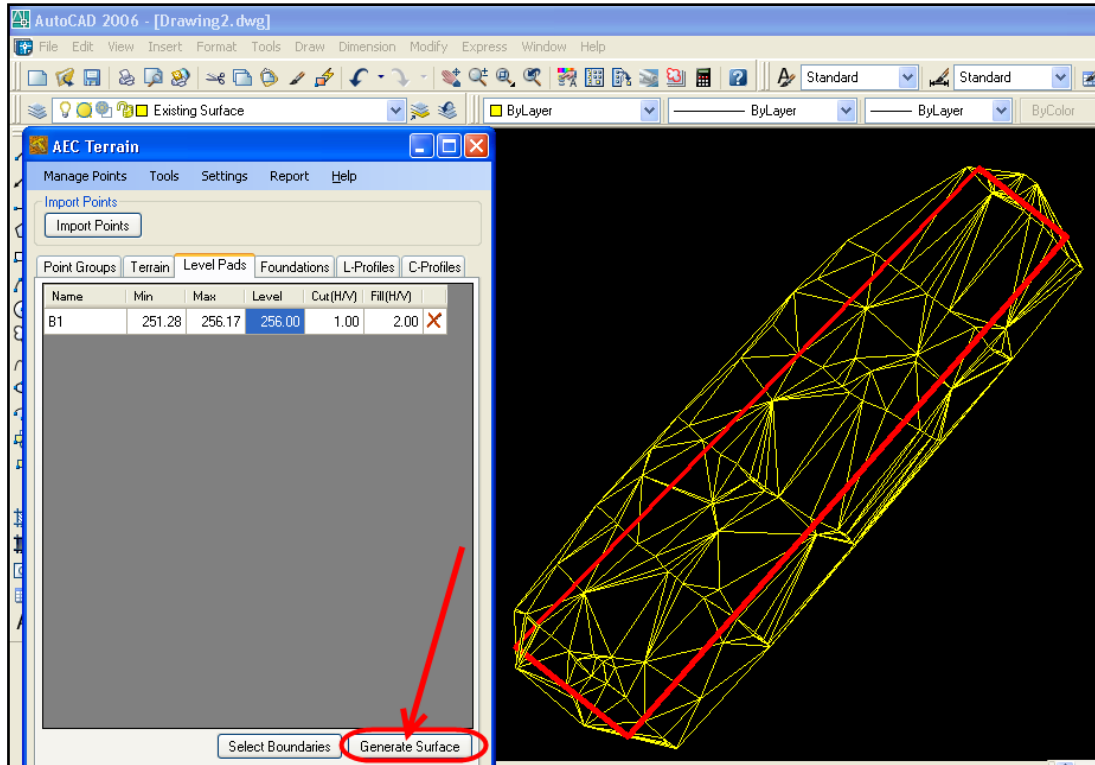 AutoCAD 2006 - [Drawing2.dwg]
File Edit View Insert Format Tools Draw Dimension Modify Express Window Help
Standard Standard
Existing Surface ByLayer ByLayer ByLayer ByColor
AEC Terrain
Manage Points Tools Settings Report Help
Import Points
Import Points
Point Groups Terrain Level Pads Foundations L-Profiles C-Profiles
Name Min Max Level Cut(H/V) Fill(H/V)
B1 251.28 256.17 256.00 1.00 2.00
Select Boundaries Generate Surface